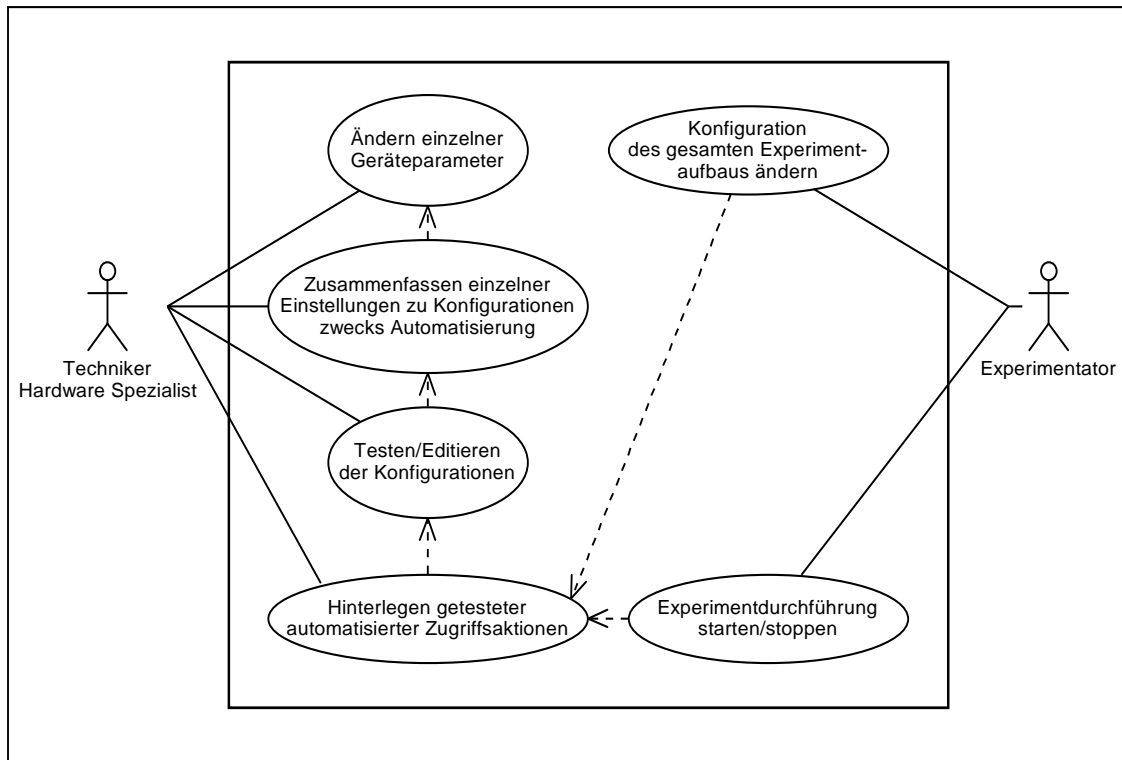 Ändern einzelner
Geräteparameter
Konfiguration
des gesamten Experiment-
aufbaus ändern
Zusammenfassen einzelner
Einstellungen zu Konfigurationen
zwecks Automatisierung
Techniker
Hardware Spezialist
Experimentator
Testen/Editieren
der Konfigurationen
Hinterlegen getesteter
automatisierter Zugriffsaktionen
Experimentdurchführung
starten/stoppen